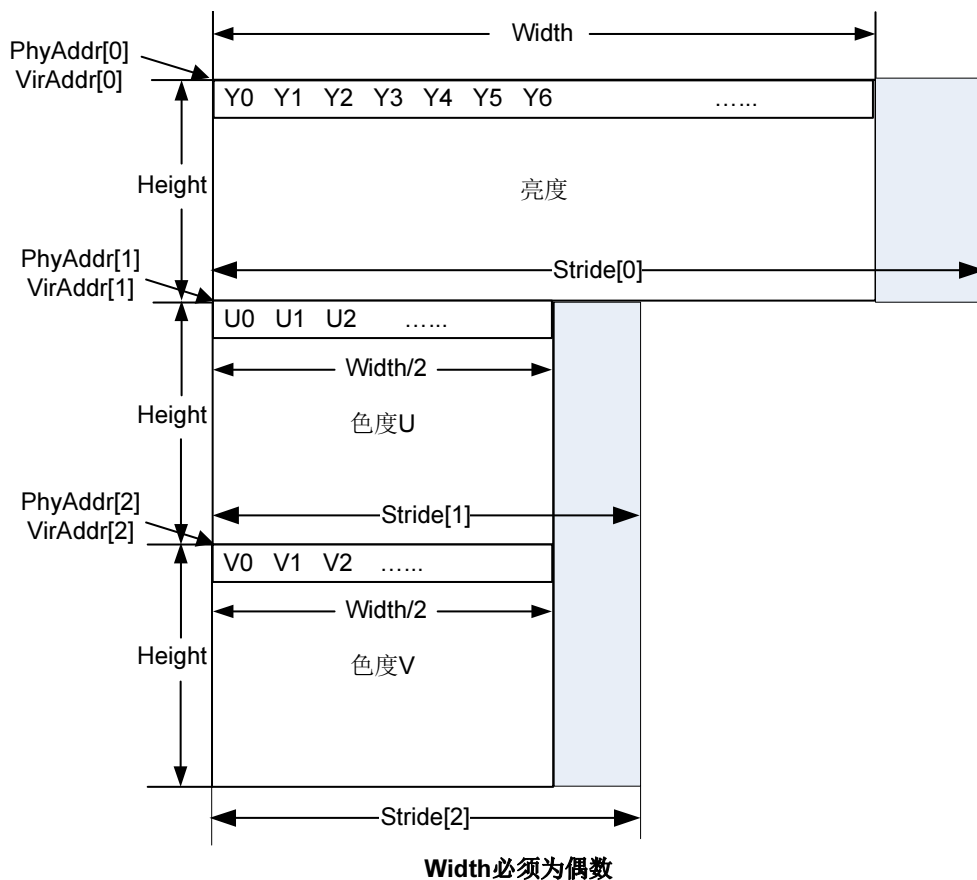 Width
PhyAddr[0]
VirAddr[0]
Y0 Y1 Y2 Y3 Y4 Y5 Y6 …...
Height
亮度
PhyAddr[1]
VirAddr[1]
Stride[0]
U0 U1 U2 …...
Width/2
Height
色度U
PhyAddr[2]
VirAddr[2]
Stride[1]
V0 V1 V2 …...
Width/2
Height
色度V
Stride[2]
Width必须为偶数